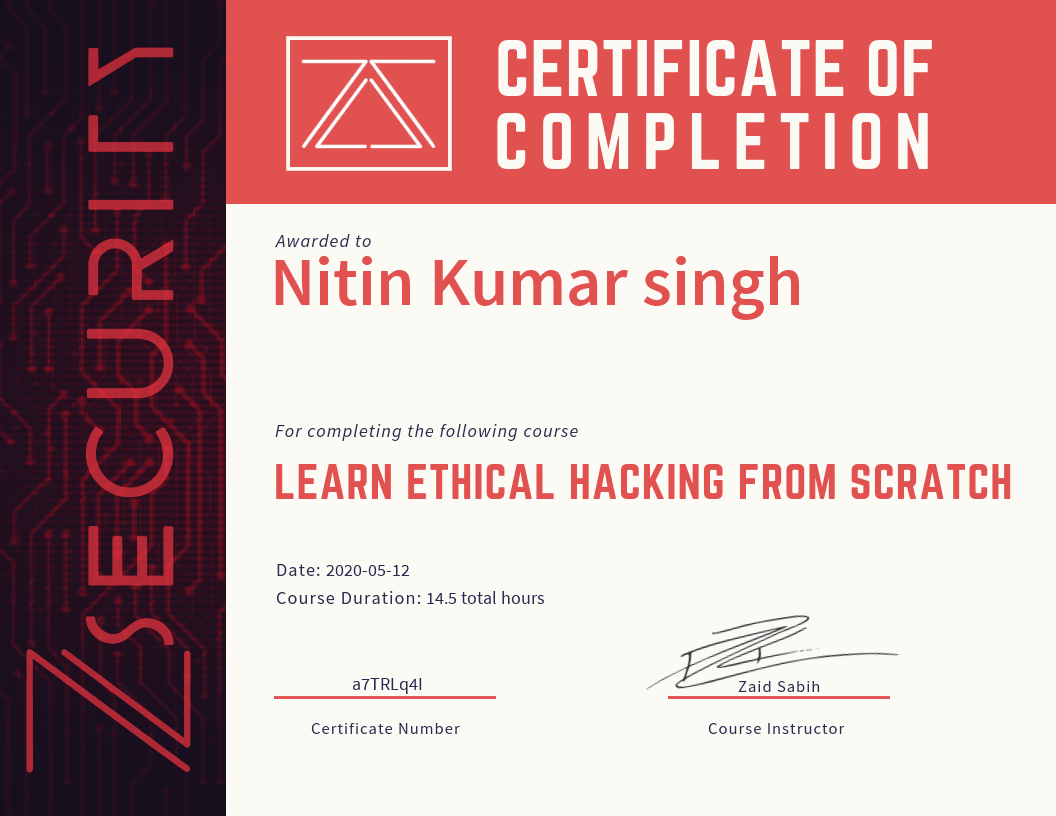 ZSECURITY
CERTIFICATE OF
COMPLETION
Awarded to
Nitin Kumar singh
For completing the following course
LEARN ETHICAL HACKING FROM SCRATCH
Date: 2020-05-12
Course Duration: 14.5 total hours
a7TRLq4I
Certificate Number
Zaid Sabih
Course Instructor